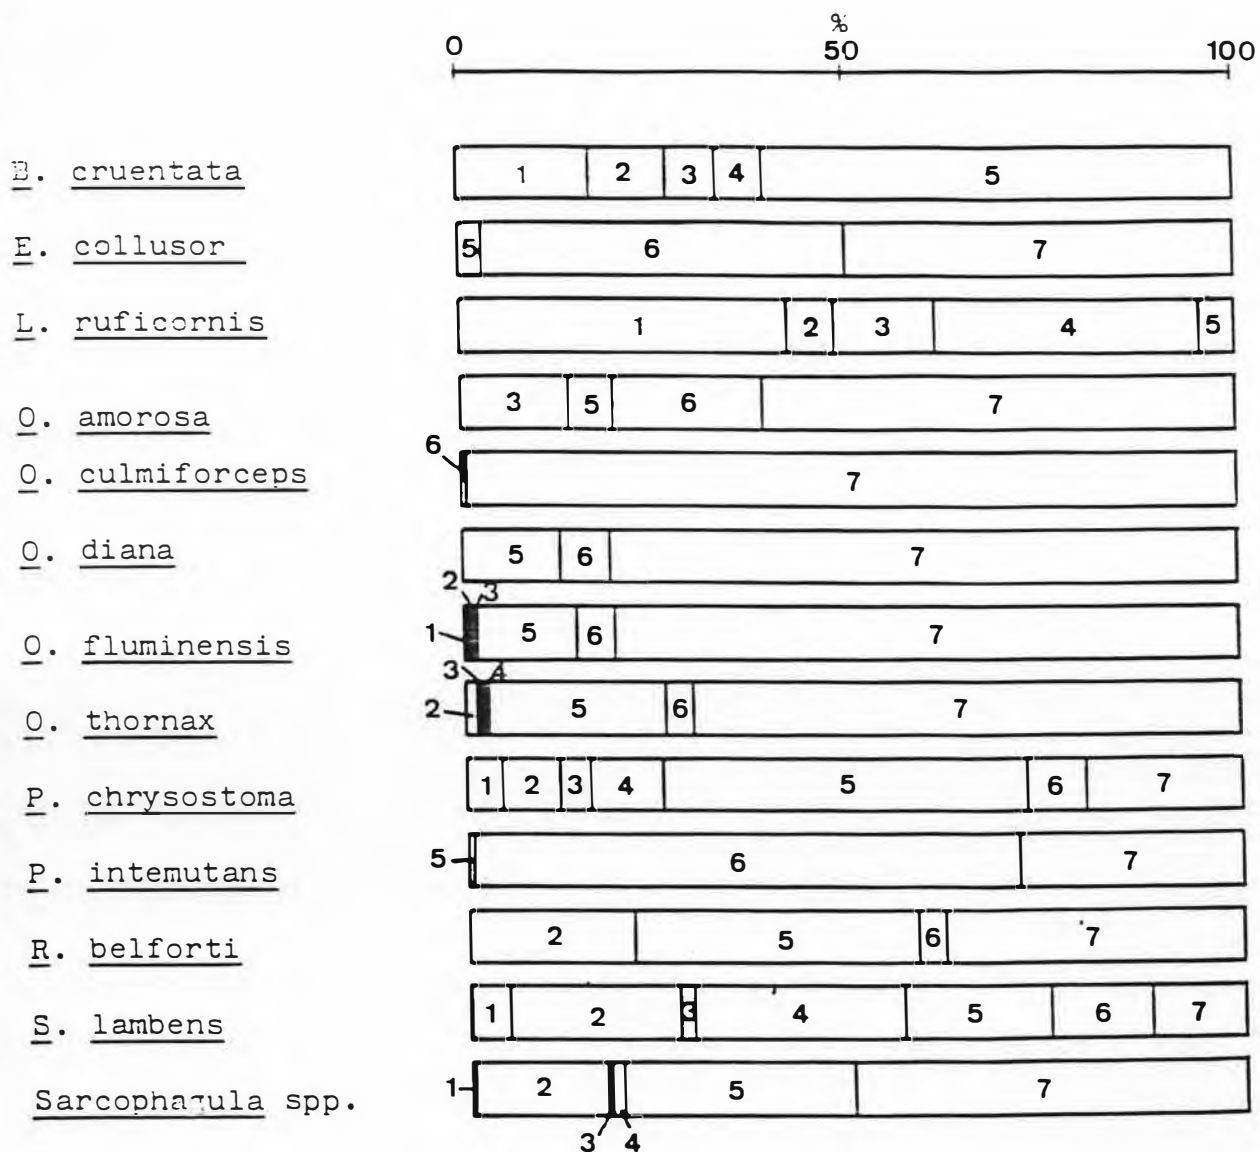 %
0 50 100
B. cruentata 1 2 3 4 5
E. collusor 5 6 7
L. ruficornis 1 2 3 4 5
O. amorosa 3 5 6 7
6
O. culmiforceps 7
O. diana 5 6 7
2 3
O. fluminensis 1 5 6 7
3 4
O. thornax 2 5 6 7
P. chrysostoma 1 2 3 4 5 6 7
P. intemutans 5 6 7
R. belforti 2 5 6 7
S. lambens 1 2 3 4 5 6 7
Sarcophagula spp. 1 2 5 7
3 4